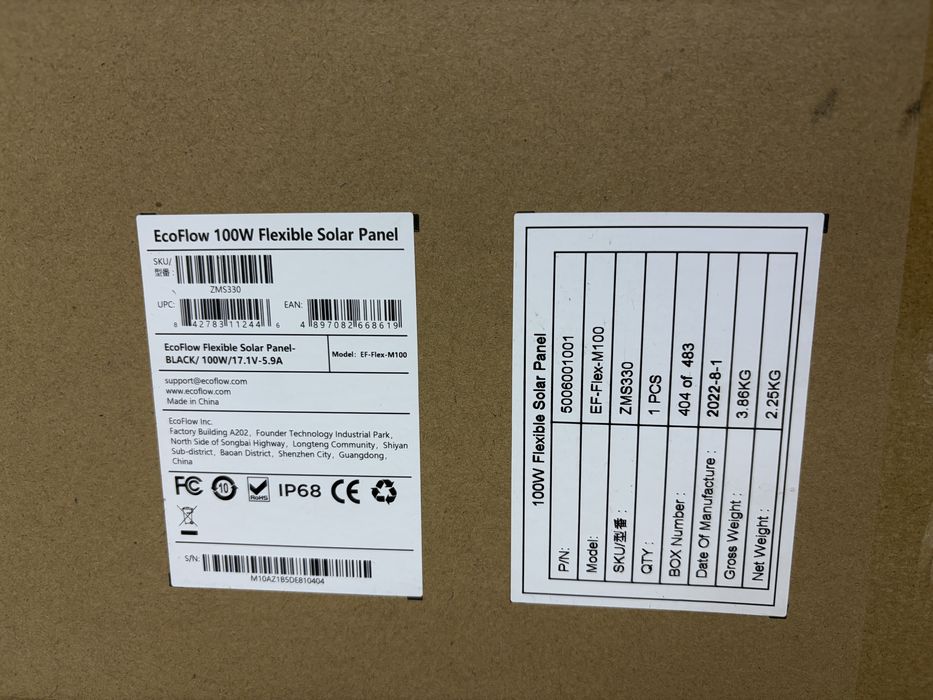 EcoFlow 100W Flexible Solar Panel
SKU/
型番:
ZMS330
UPC:
8 42783 11244 6
EAN:
4 897082 668619
EcoFlow Flexible Solar Panel-
BLACK/ 100W/17.1V-5.9A
Model: EF-Flex-M100
support@ecoflow.com
www.ecoflow.com
Made in China
EcoFlow Inc.
Factory Building A202, Founder Technology Industrial Park,
North Side of Songbai Highway, Longteng Community, Shiyan
Sub-district, Baoan District, Shenzhen City, Guangdong,
China
FC
10
RoHS
IP68
CE
S/N:
M10AZ1B5DE810404
100W Flexible Solar Panel
P/N: 5006001001
Model: EF-Flex-M100
SKU/型番: ZMS330
QTY: 1 PCS
BOX Number: 404 of 483
Date Of Manufacture: 2022-8-1
Gross Weight: 3.86KG
Net Weight: 2.25KG